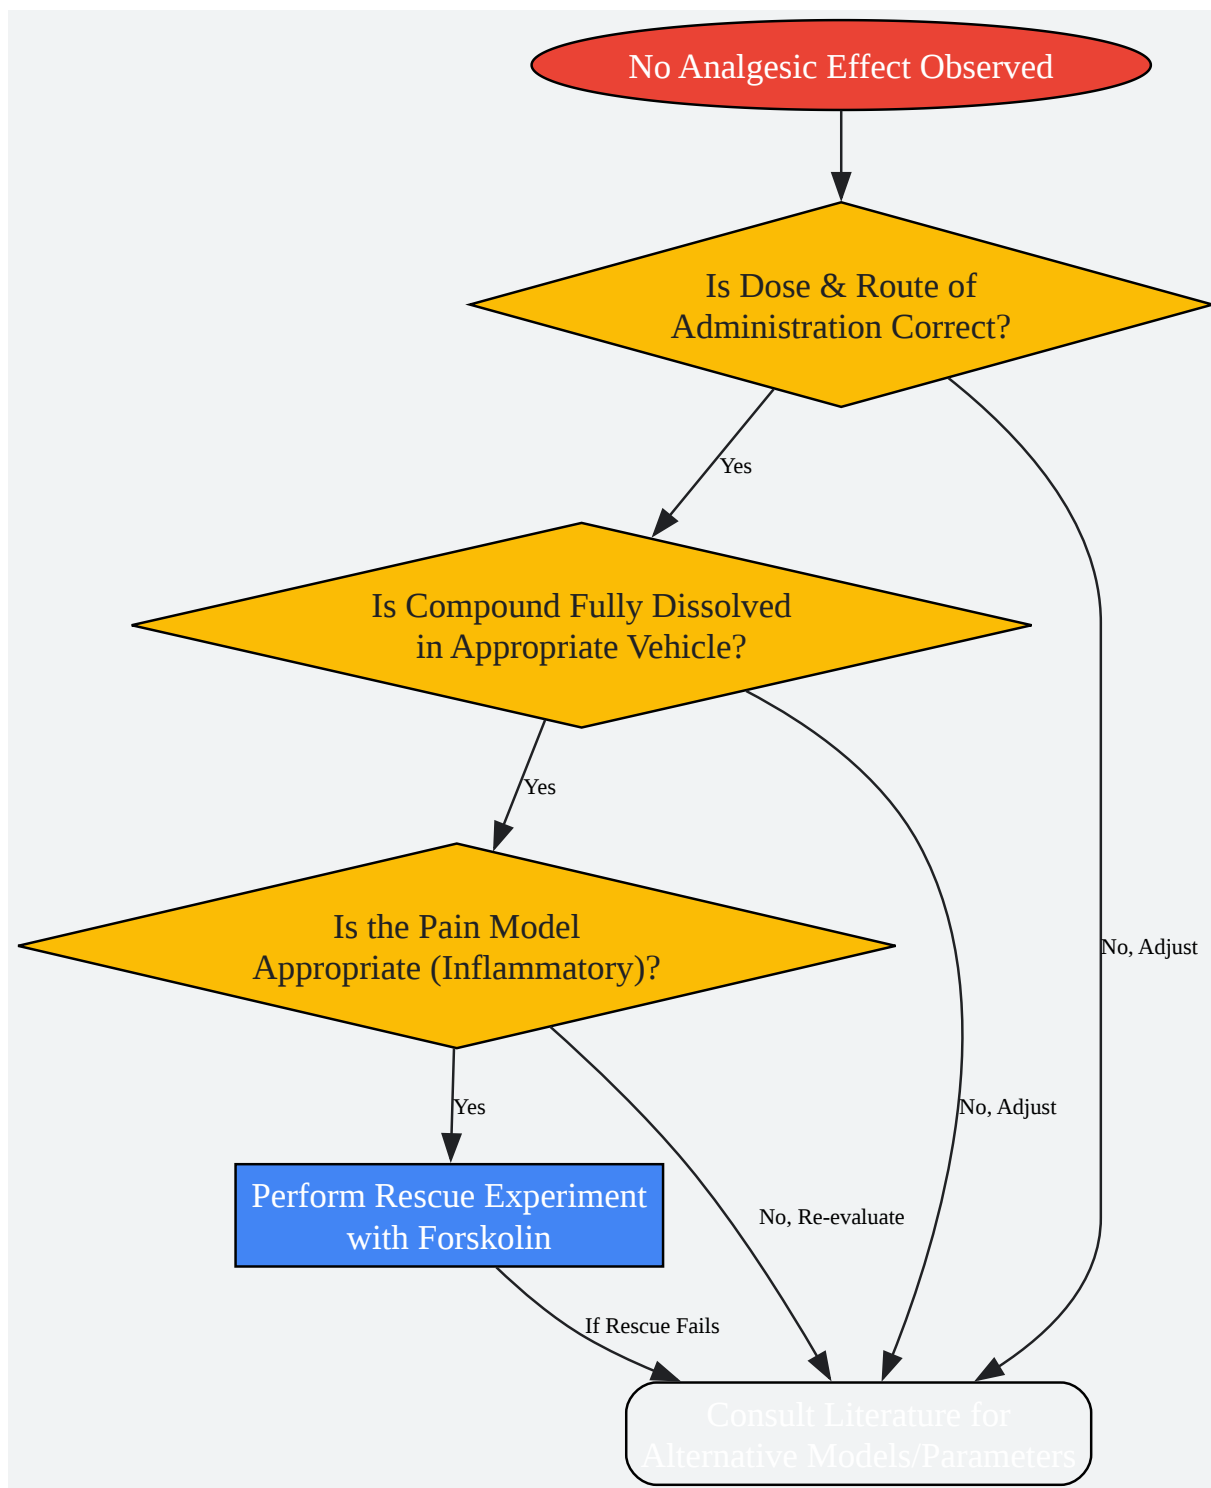 No Analgesic Effect Observed
Is Dose & Route of
Administration Correct?
Yes
Is Compound Fully Dissolved
in Appropriate Vehicle?
Yes
Is the Pain Model
Appropriate (Inflammatory)?
No, Adjust
Yes
No, Adjust
Perform Rescue Experiment
with Forskolin
No, Re-evaluate
If Rescue Fails
Consult Literature for
Alternative Models/Parameters